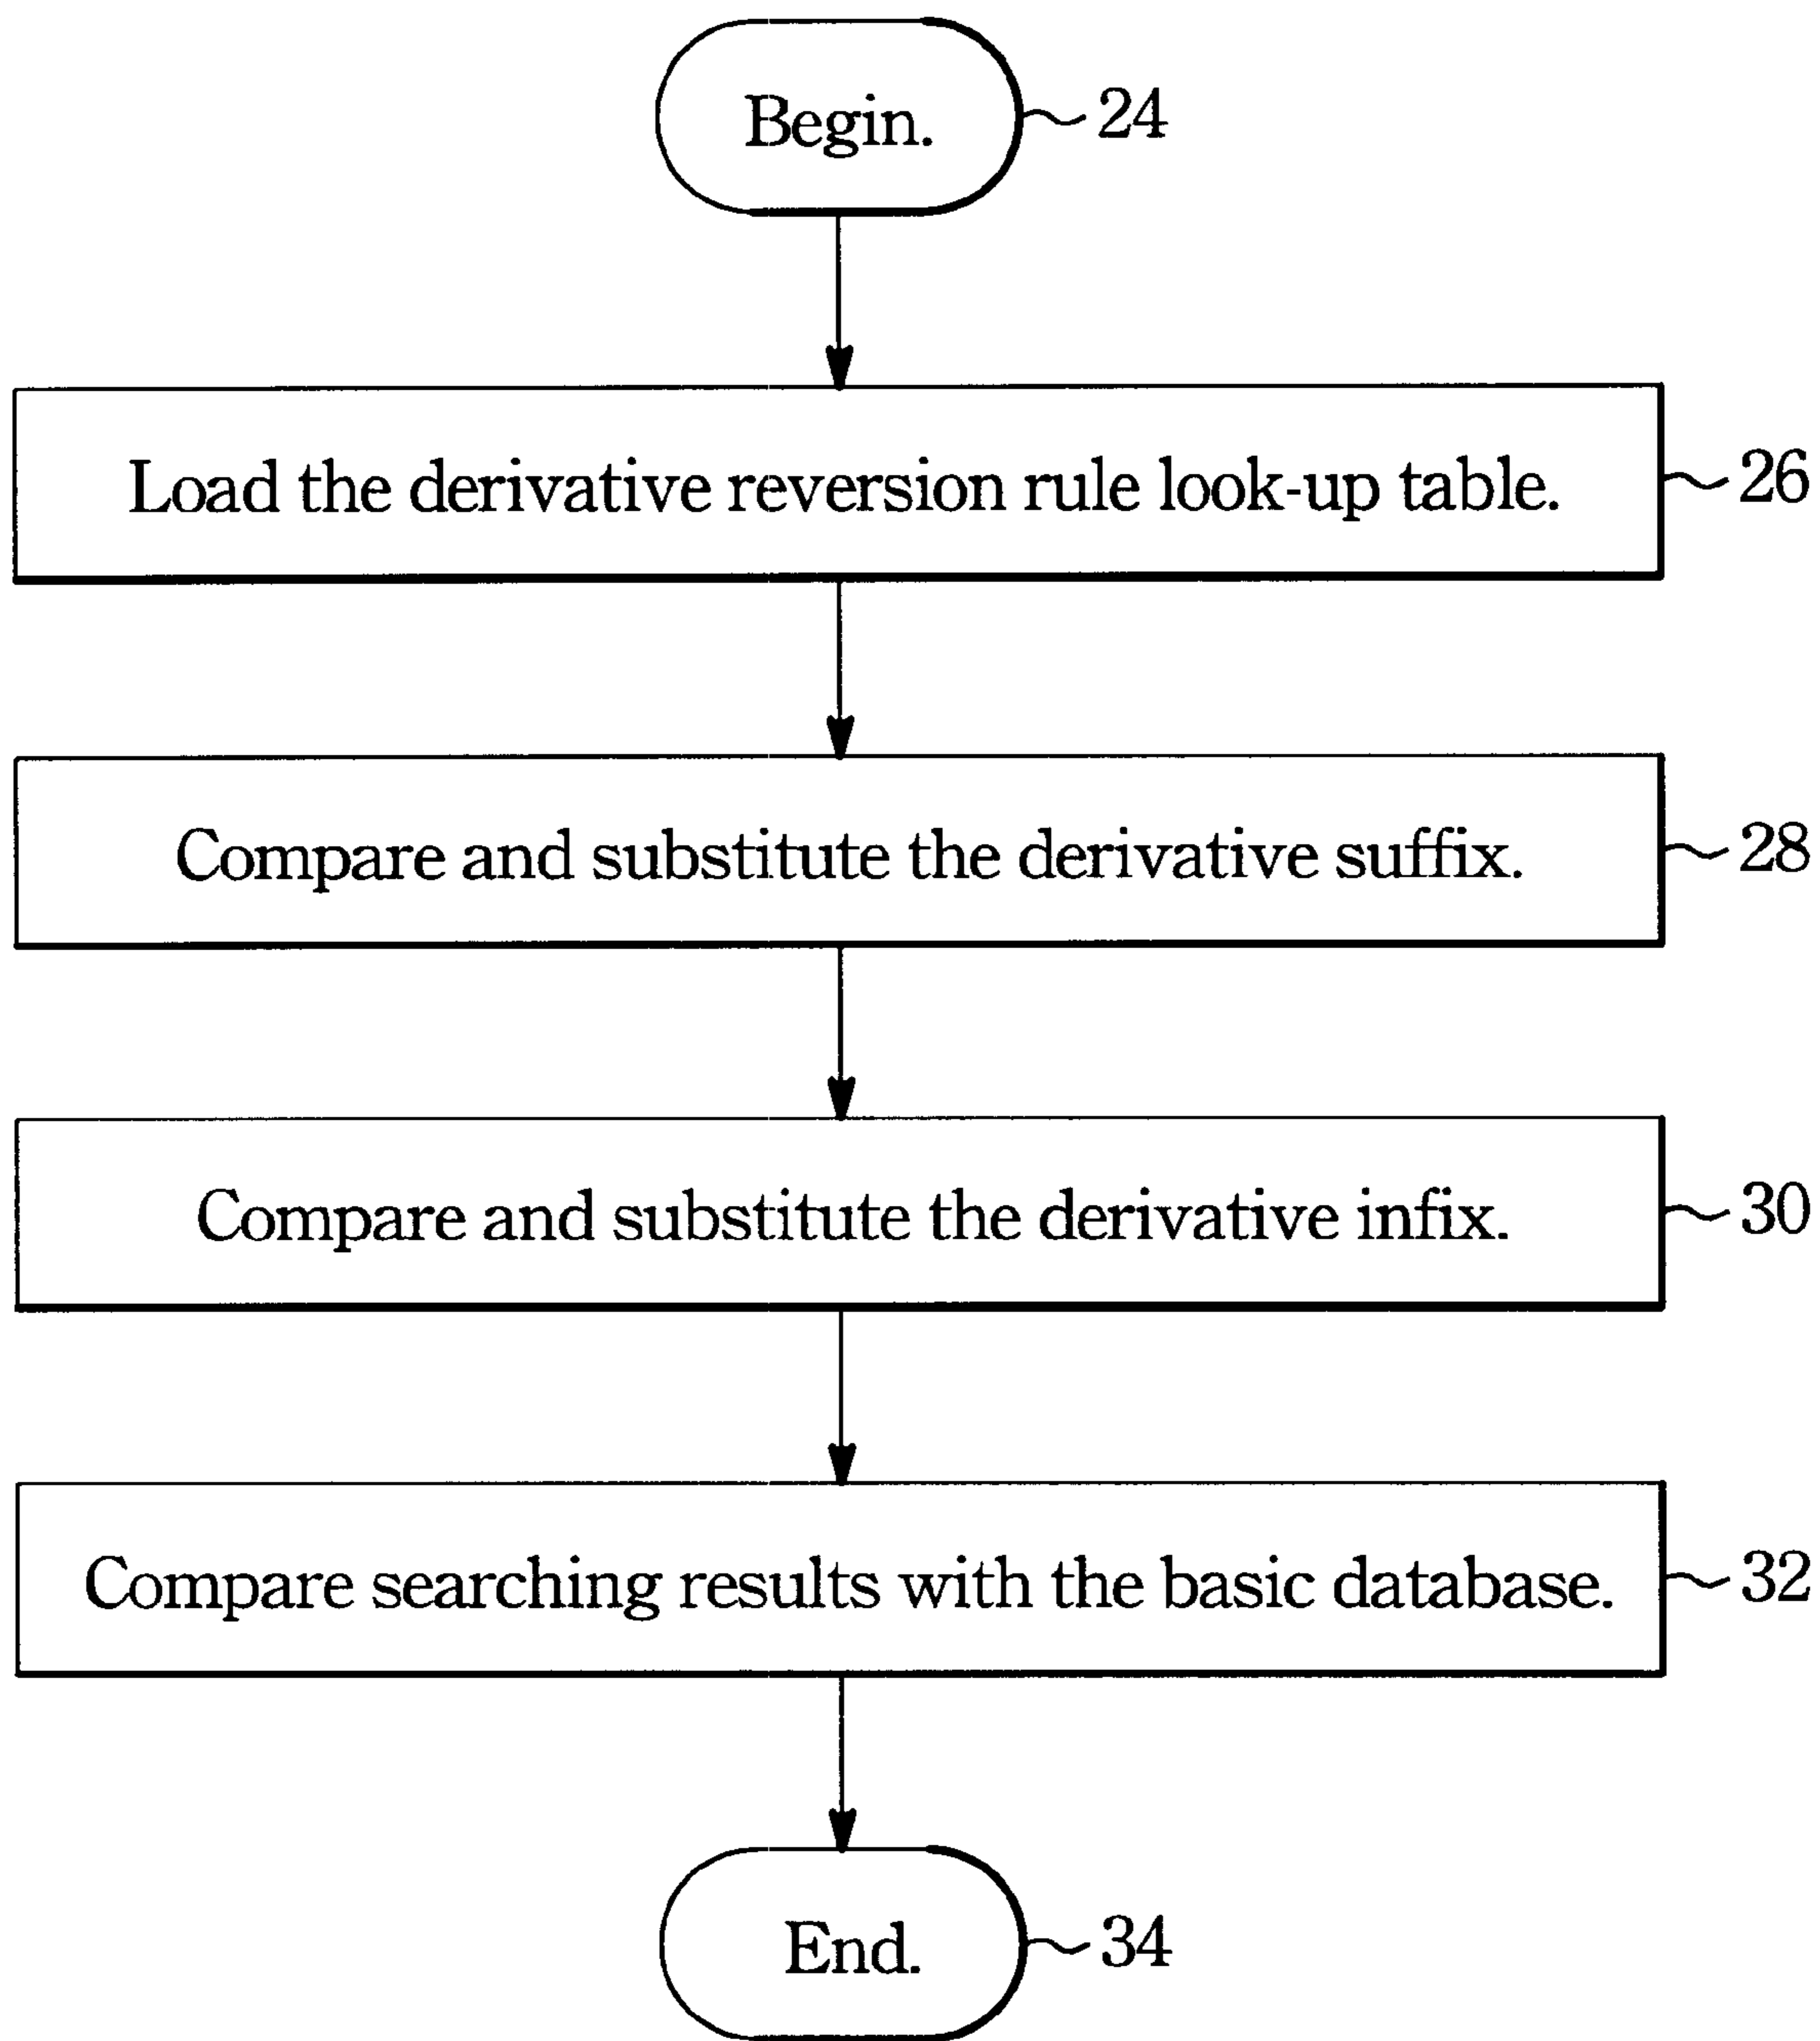 Begin. 24
Load the derivative reversion rule look-up table. 26
Compare and substitute the derivative suffix. 28
Compare and substitute the derivative infix. 30
Compare searching results with the basic database. 32
End. 34